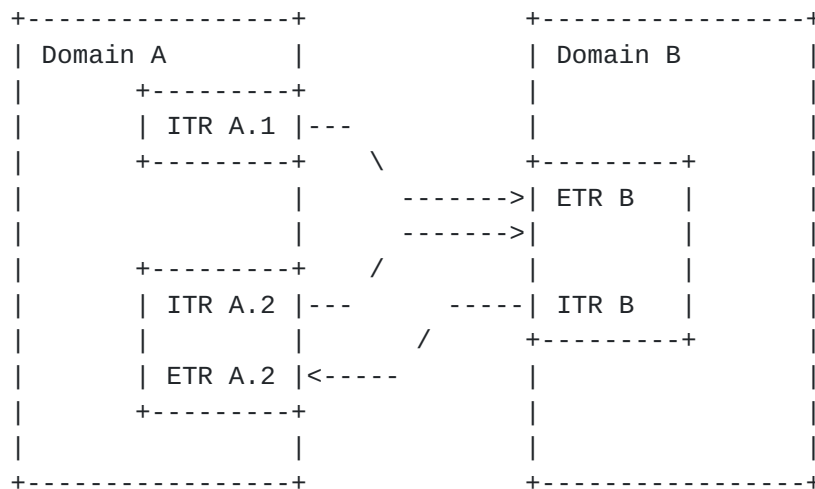 Domain A Domain B
ITR A.1
ETR B
ITR A.2 ITR B
ETR A.2